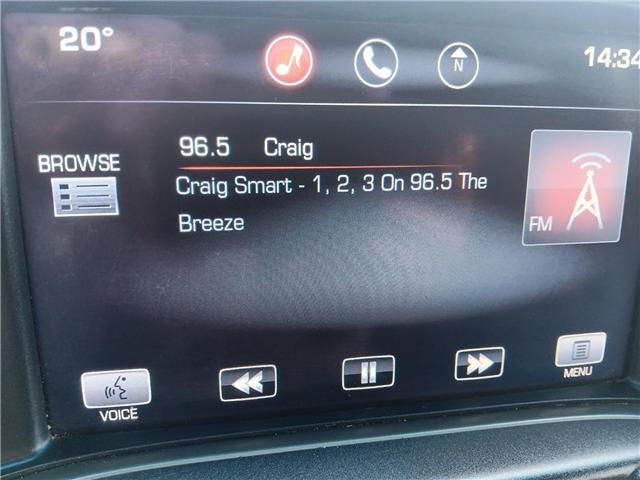 20°
N
14:34
BROWSE
96.5 Craig
Craig Smart - 1, 2, 3 On 96.5 The
Breeze
FM
VOICE
MENU